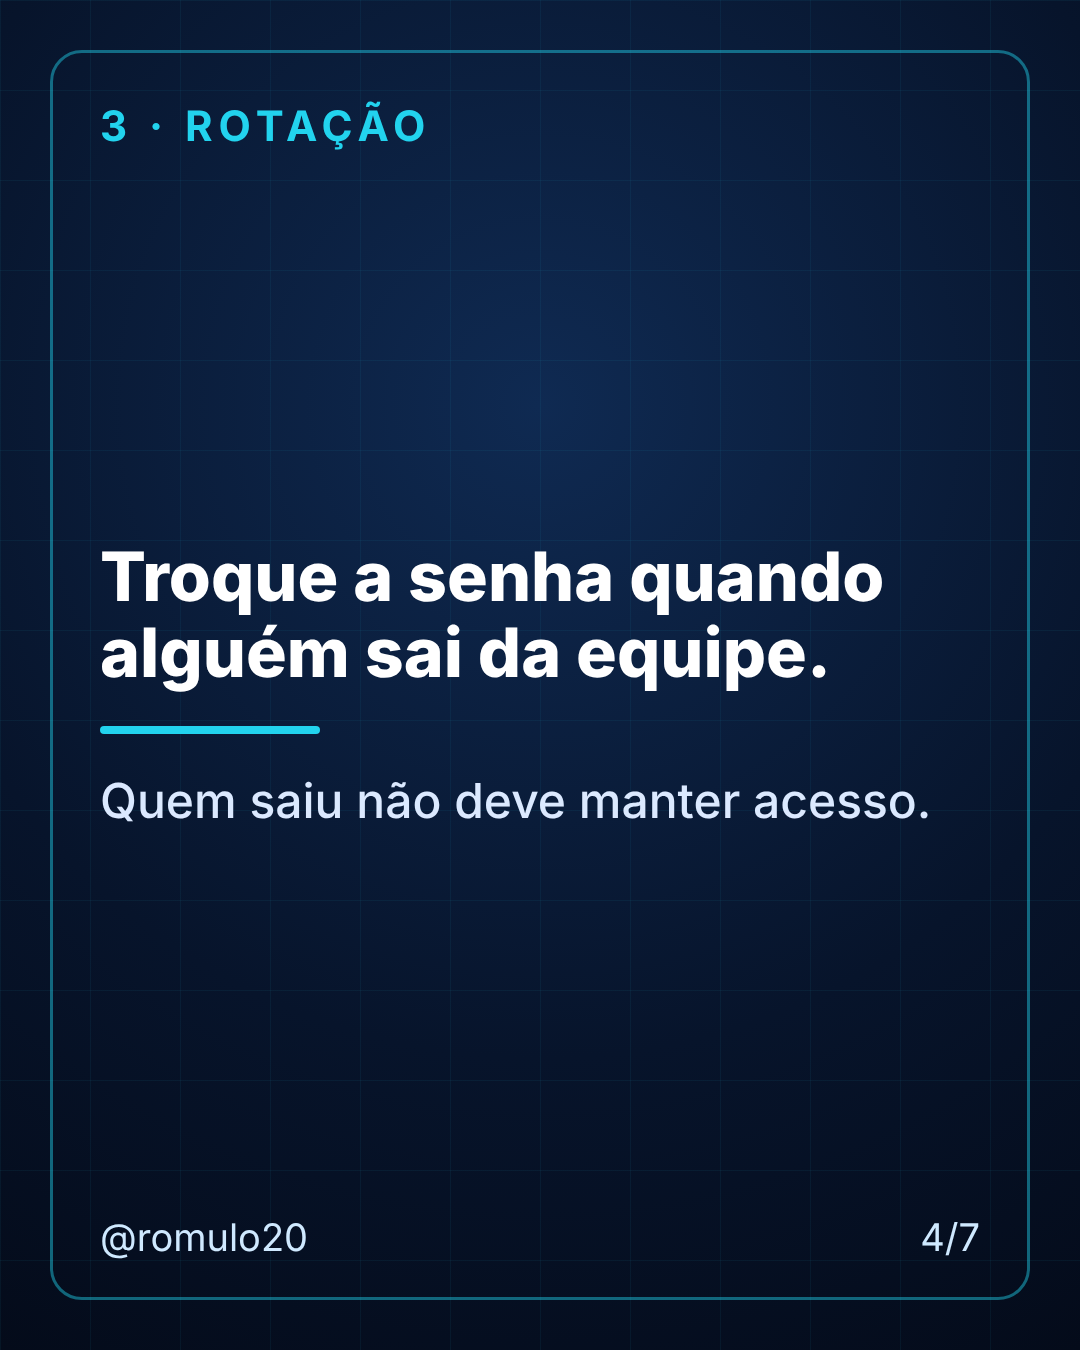 3 · ROTAÇÃO
Troque a senha quando
alguém sai da equipe.
Quem saiu não deve manter acesso.
@romulo20
4/7